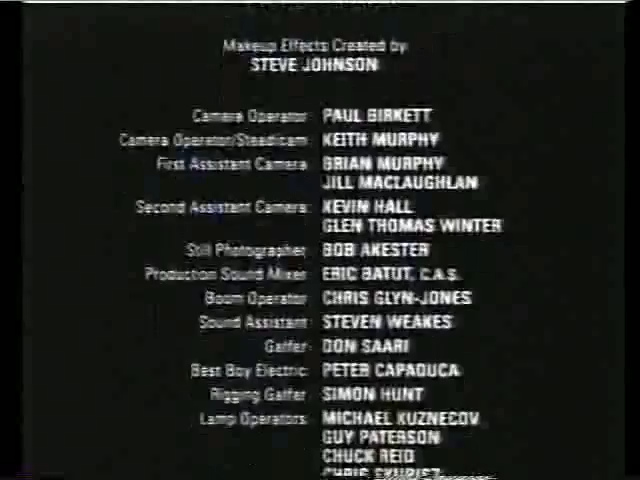 Makeup Effects Created by
STEVE JOHNSON
Camera Operator PAUL BIRKETT
Camera Operator/Steadicam KEITH MURPHY
First Assistant Camera BRIAN MURPHY
JILL MACLAUGHLAN
Second Assistant Camera KEVIN HALL
GLEN THOMAS WINTER
Still Photographer BOB AKESTER
Production Sound Mixer ERIC BATUT, C.A.S.
Boom Operator CHRIS GLYN-JONES
Sound Assistant STEVEN WEAKES
Gaffer DON SAARI
Best Boy Electric PETER CAPADUCA
Rigging Gaffer SIMON HUNT
Lamp Operators MICHAEL KUZNECOV
GUY PATERSON
CHUCK REID
CHRIS